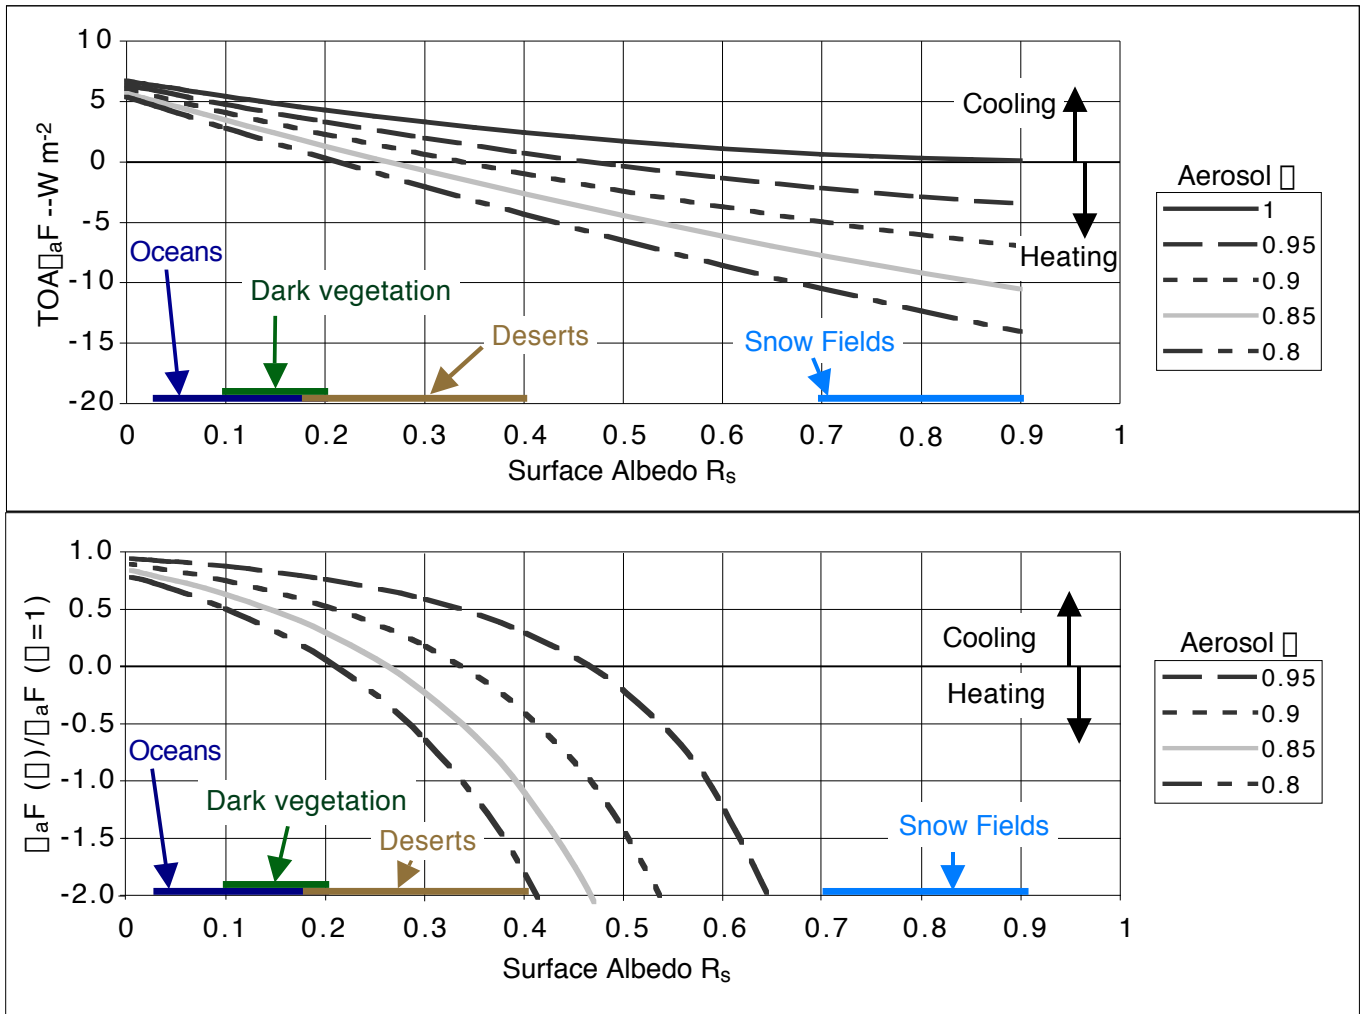 10
5
0
-5
-10
-15
-20
TOA▯aF --W m-2
Cooling
Heating
Oceans
Dark vegetation
Deserts
Snow Fields
0 0.1 0.2 0.3 0.4 0.5 0.6 0.7 0.8 0.9 1
Surface Albedo Rs
Aerosol ▯
1
0.95
0.9
0.85
0.8
1.0
0.5
0.0
-0.5
-1.0
-1.5
-2.0
▯aF (▯)/▯aF (▯=1)
Cooling
Heating
Oceans
Dark vegetation
Deserts
Snow Fields
0 0.1 0.2 0.3 0.4 0.5 0.6 0.7 0.8 0.9 1
Surface Albedo Rs
Aerosol ▯
0.95
0.9
0.85
0.8